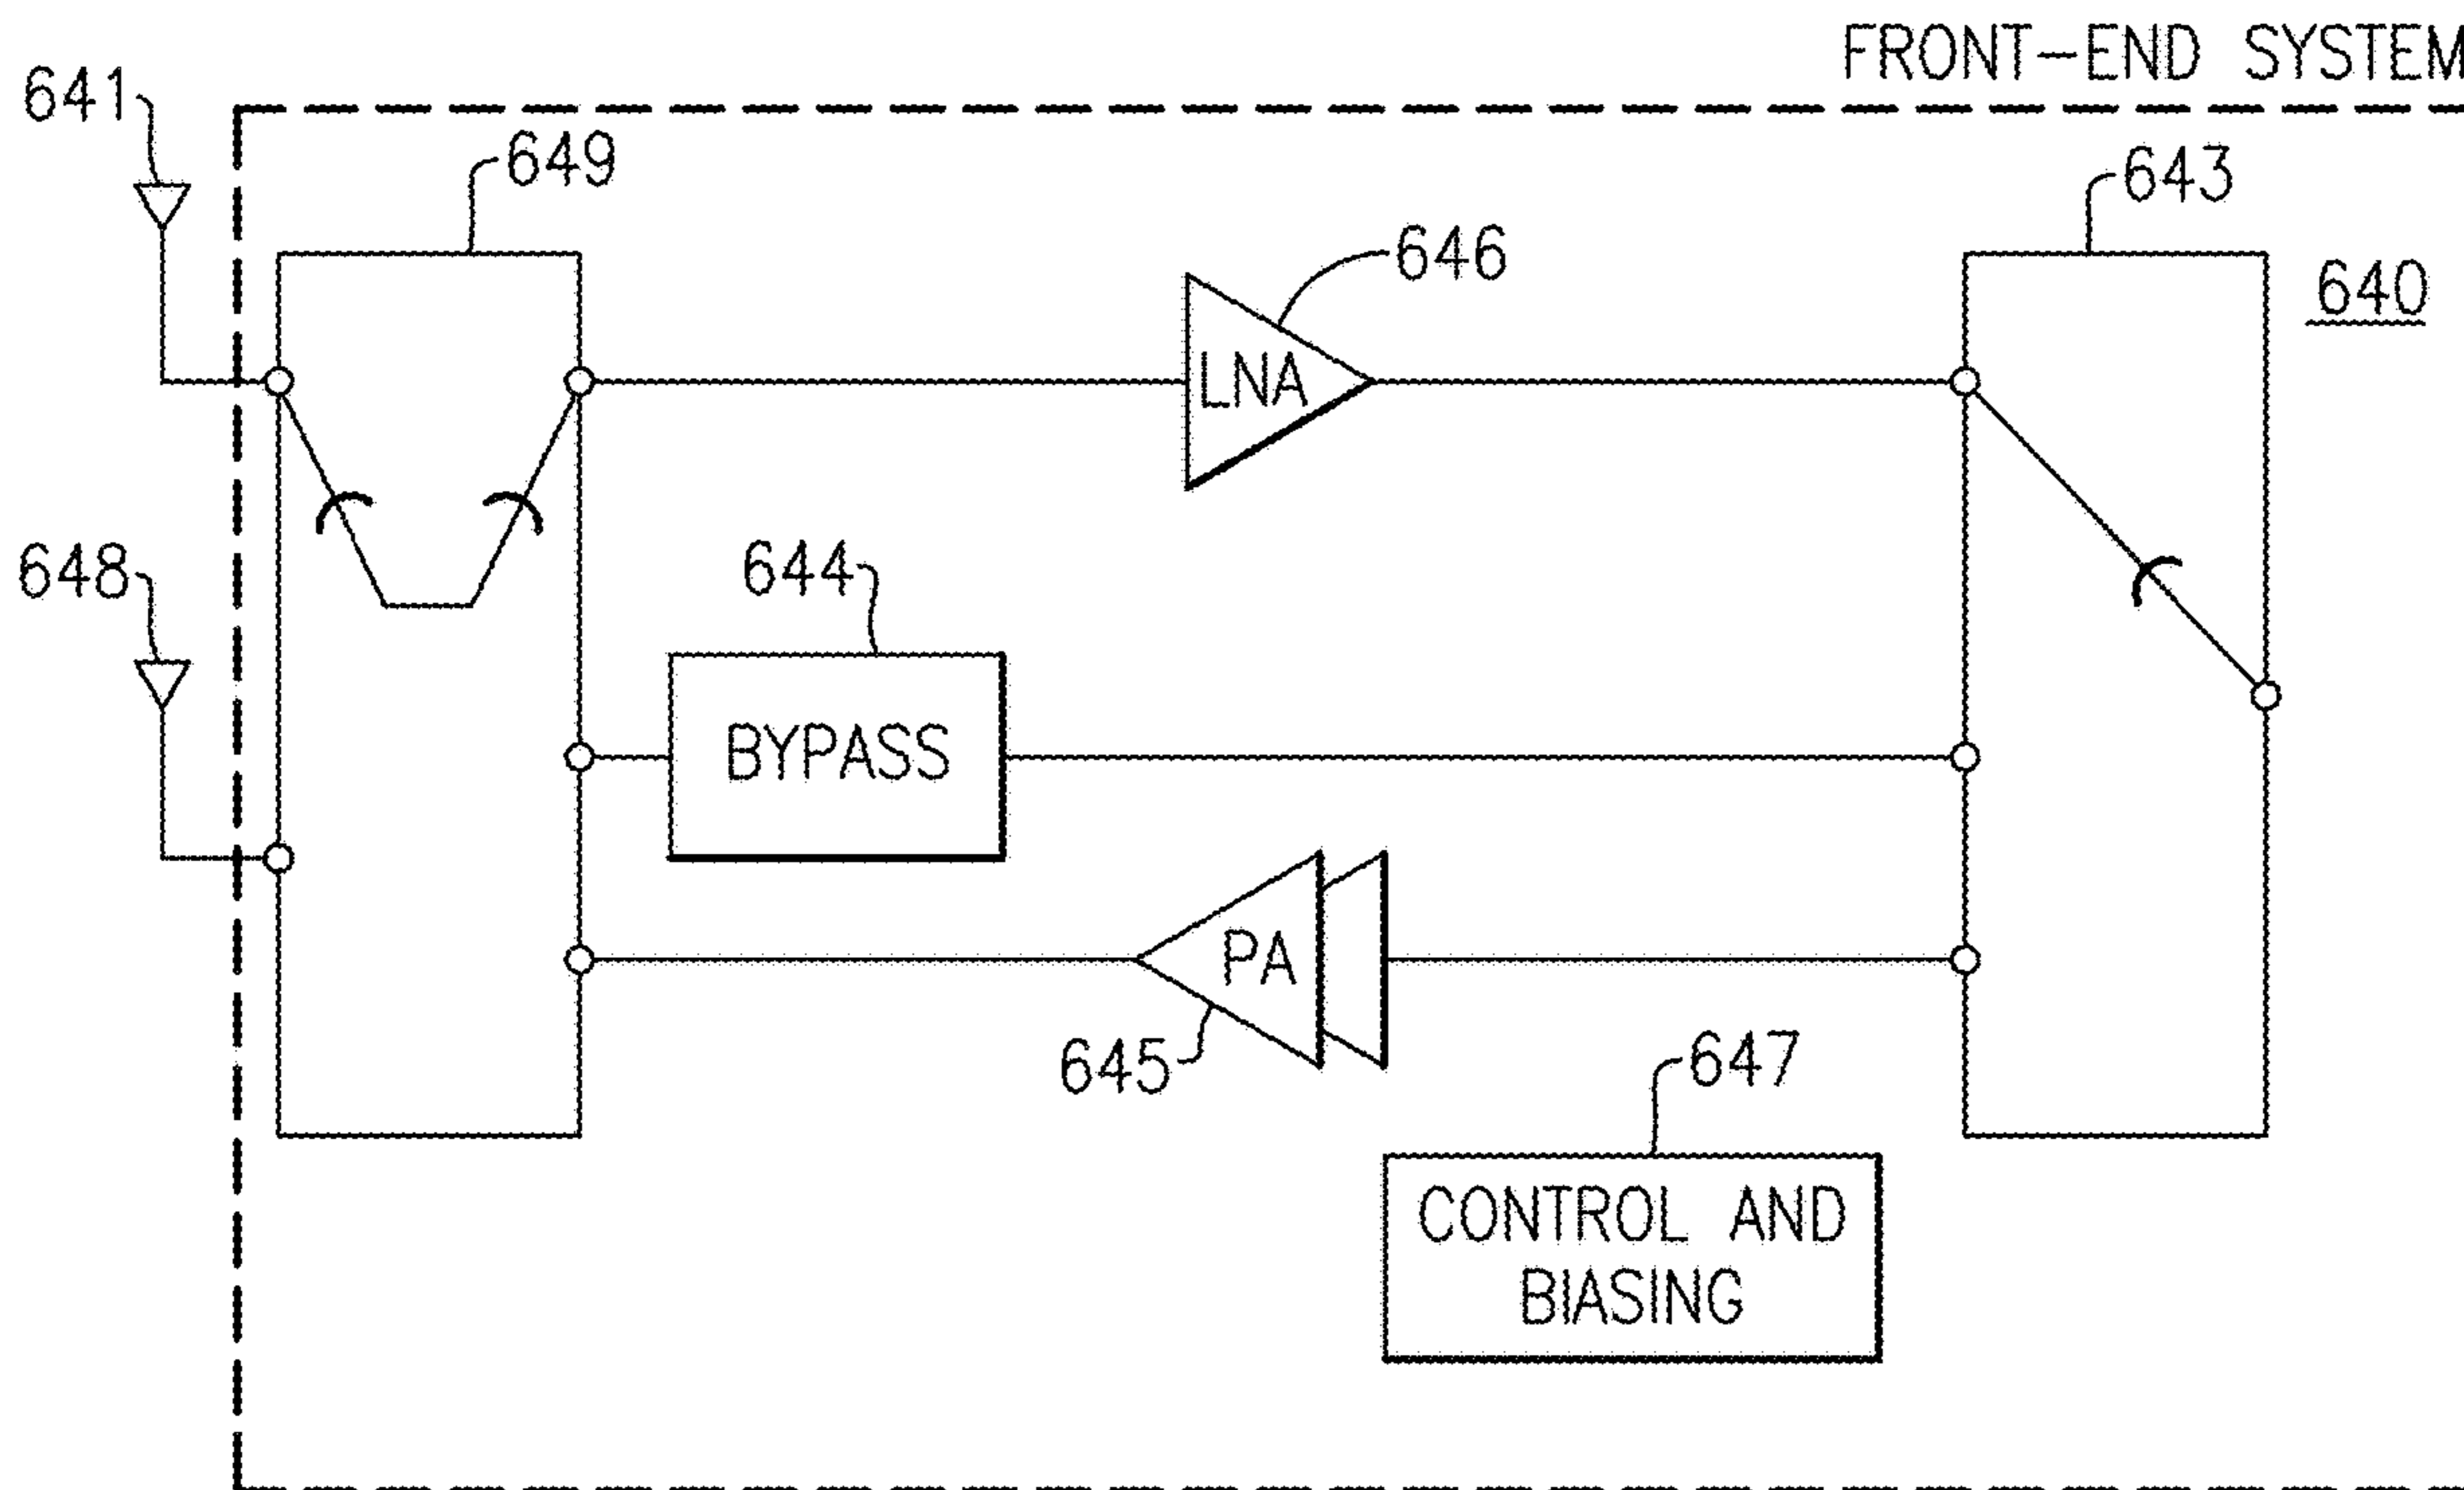 FRONT-END SYSTEM
641
649
643
646
640
LNA
648
644
BYPASS
PA
645
647
CONTROL AND
BIASING